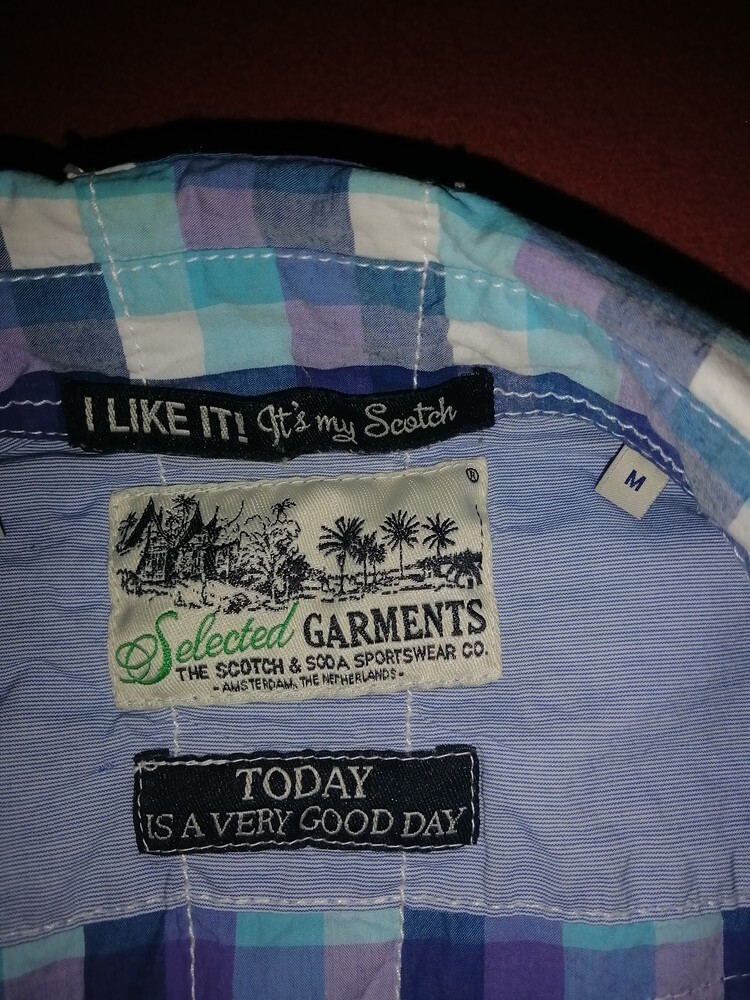 I LIKE IT! It's my Scotch
M
®
Selected GARMENTS
THE SCOTCH & SODA SPORTSWEAR CO.
- AMSTERDAM, THE NETHERLANDS -
TODAY
IS A VERY GOOD DAY